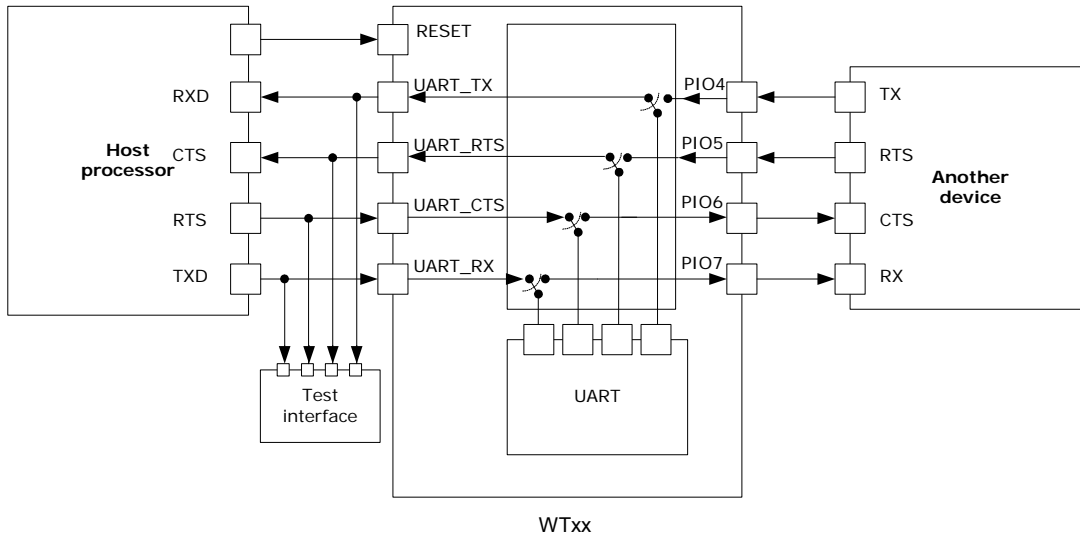 RESET
RXD
UART_TX
PIO4
TX
Host
processor
CTS
UART_RTS
PIO5
RTS
Another
device
RTS
UART_CTS
PIO6
CTS
TXD
UART_RX
PIO7
RX
Test
interface
UART
WTxx